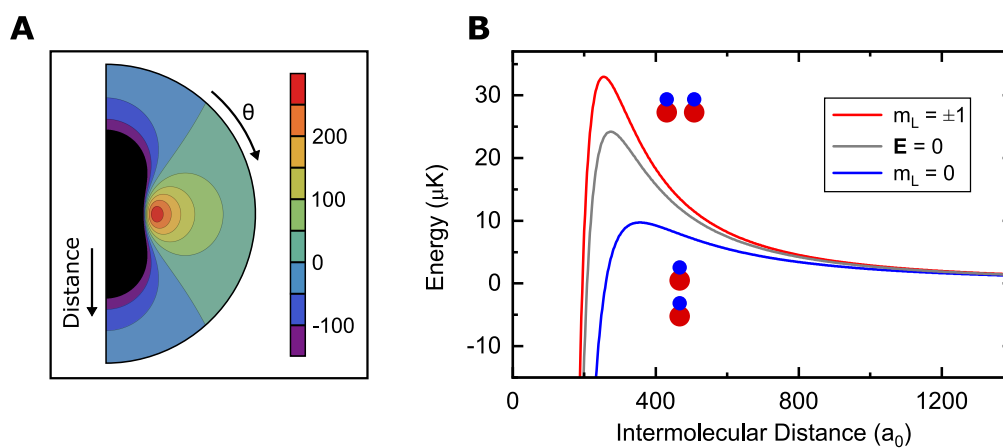 A
θ
Distance
200
100
0
-100
B
Energy (μK)
30
20
10
0
-10
m_L = ±1
E = 0
m_L = 0
0 400 800 1200
Intermolecular Distance (a₀)